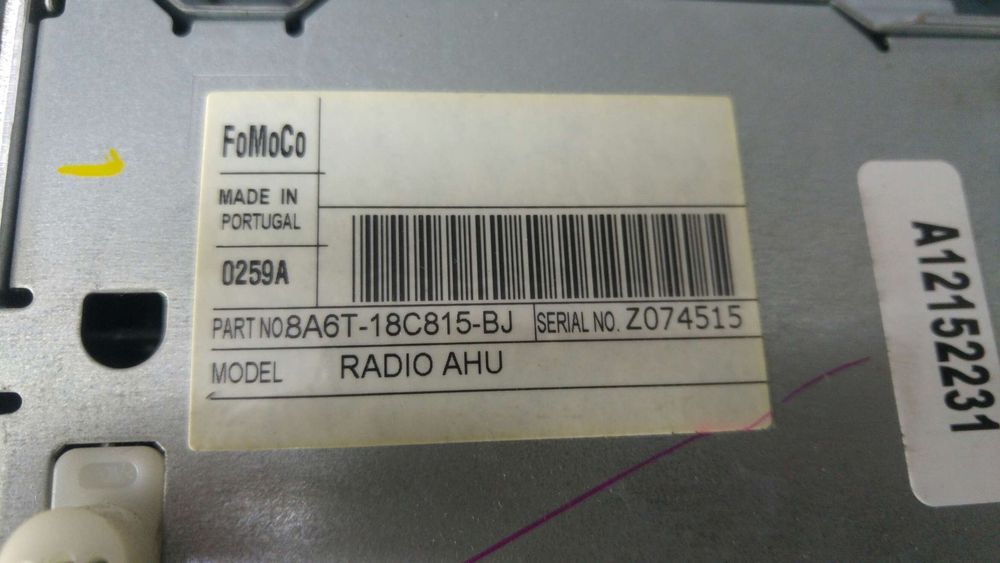 FoMoCo
MADE IN
PORTUGAL
0259A
PART NO. 8A6T-18C815-BJ SERIAL NO. Z074515
MODEL RADIO AHU
A12152231